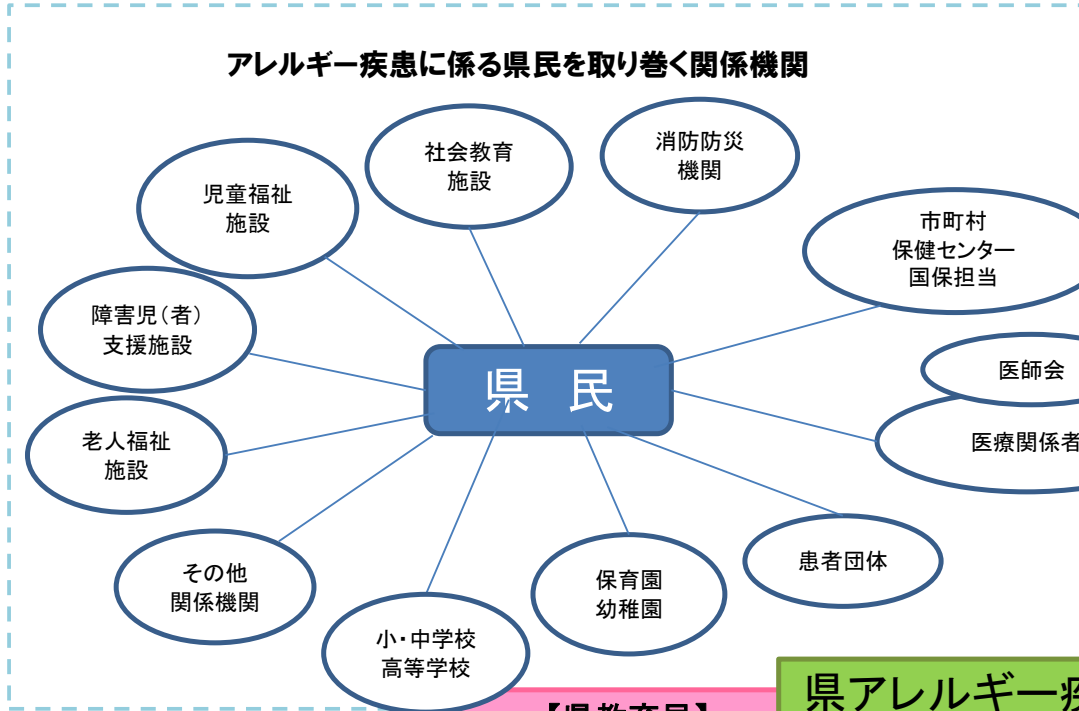 アレルギー疾患に係る県民を取り巻く関係機関
社会教育
施設
消防防災
機関
児童福祉
施設
市町村
保健センター
国保担当
障害児（者）
支援施設
医師会
県　民
医療関係者
老人福祉
施設
患者団体
その他
関係機関
保育園
幼稚園
小・中学校
高等学校
【県教育局】
県アレルギー疾